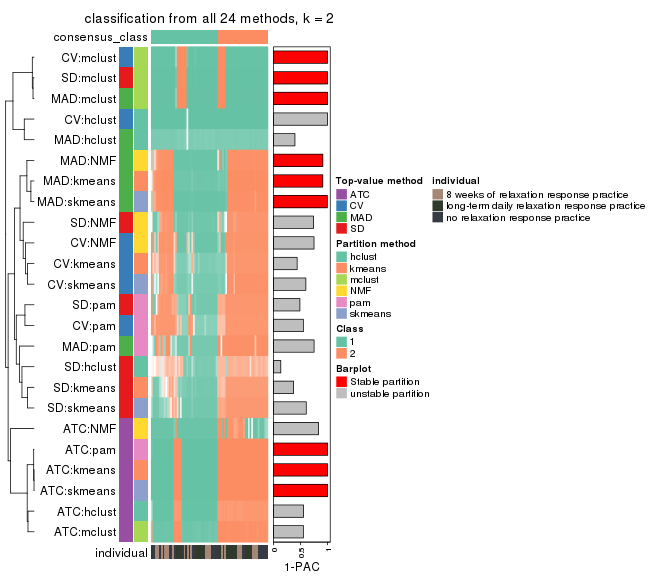 classification from all 24 methods, k = 2
consensus_class
CV:mclust
SD:mclust
MAD:mclust
CV:hclust
MAD:hclust
MAD:NMF
MAD:kmeans
MAD:skmeans
SD:NMF
CV:NMF
CV:kmeans
CV:skmeans
SD:pam
CV:pam
MAD:pam
SD:hclust
SD:kmeans
SD:skmeans
ATC:NMF
ATC:pam
ATC:kmeans
ATC:skmeans
ATC:hclust
ATC:mclust
individual
0
0.5
1
1-PAC
Top-value method
ATC
CV
MAD
SD
Partition method
hclust
kmeans
mclust
NMF
pam
skmeans
Class
1
2
Barplot
Stable partition
unstable partition
individual
8 weeks of relaxation response practice
long-term daily relaxation response practice
no relaxation response practice